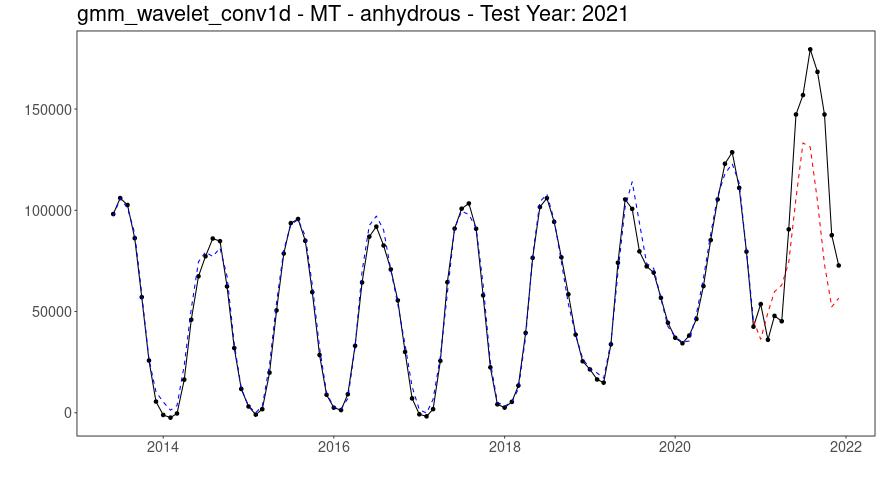 gmm_wavelet_conv1d - MT - anhydrous - Test Year: 2021
150000
100000
50000
0
2014 2016 2018 2020 2022